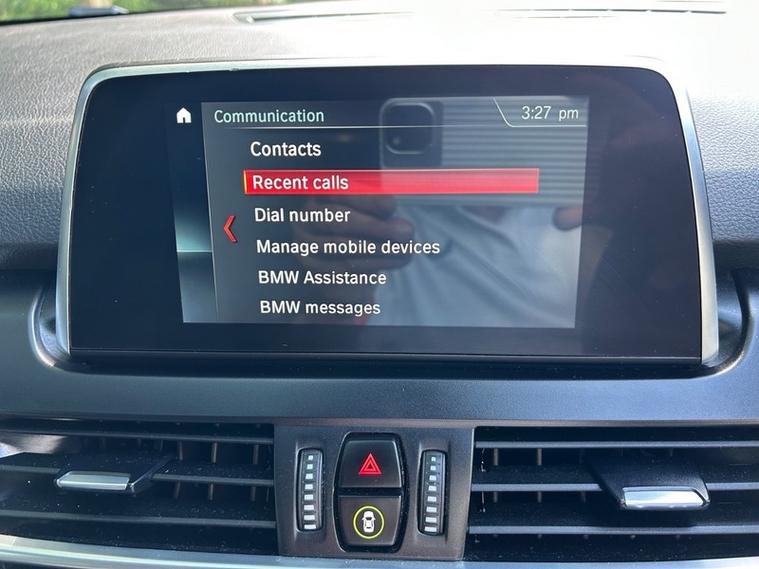 Communication
3:27 pm
Contacts
Recent calls
Dial number
Manage mobile devices
BMW Assistance
BMW messages